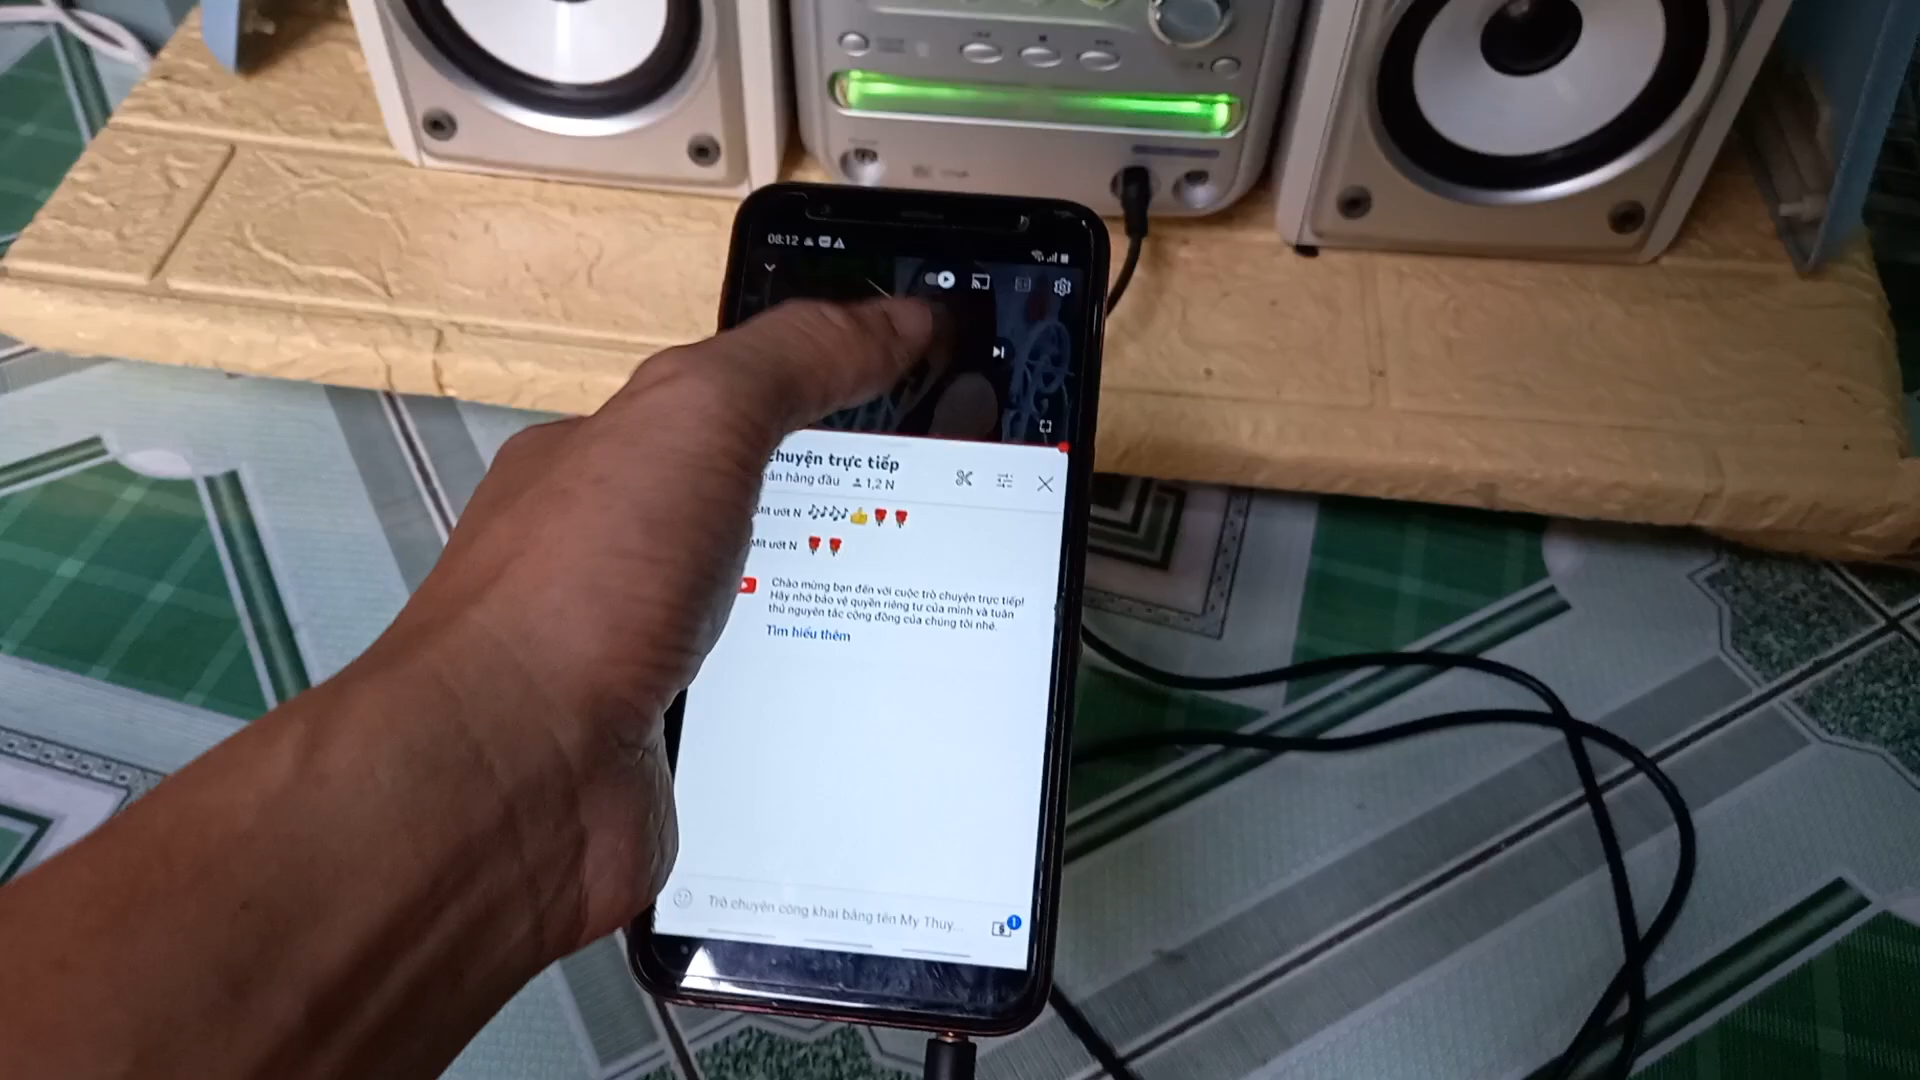 08:12
chuyện trực tiếp
hàng đầu 1,2 N
Mít ướt N 🎶🎶👍🌹🌹
Mít ướt N 🌹🌹
Chào mừng bạn đến với cuộc trò chuyện trực tiếp!
Hãy nhớ bảo vệ quyền riêng tư của mình và tuân
thủ nguyên tắc cộng đồng của chúng tôi nhé.
Tìm hiểu thêm
Trò chuyện công khai bằng tên My Thuy...
1